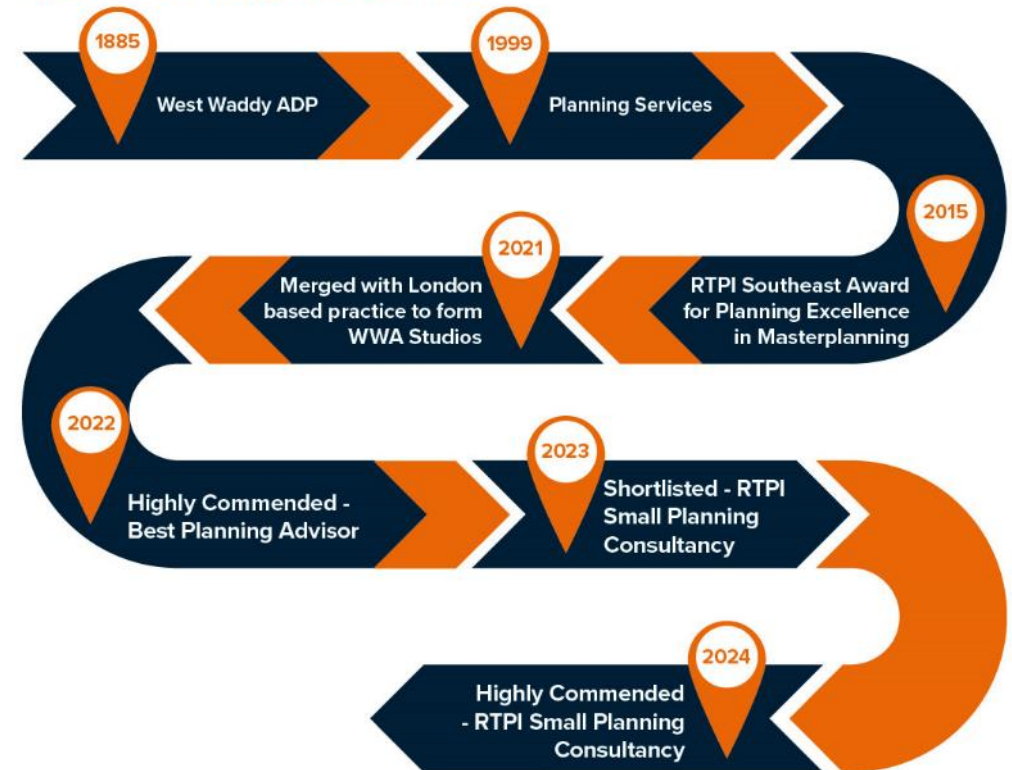 1885
West Waddy ADP
1999
Planning Services
2015
RTPI Southeast Award
for Planning Excellence
in Masterplanning
2021
Merged with London
based practice to form
WWA Studios
2022
Highly Commended -
Best Planning Advisor
2023
Shortlisted - RTPI
Small Planning
Consultancy
2024
Highly Commended
- RTPI Small Planning
Consultancy